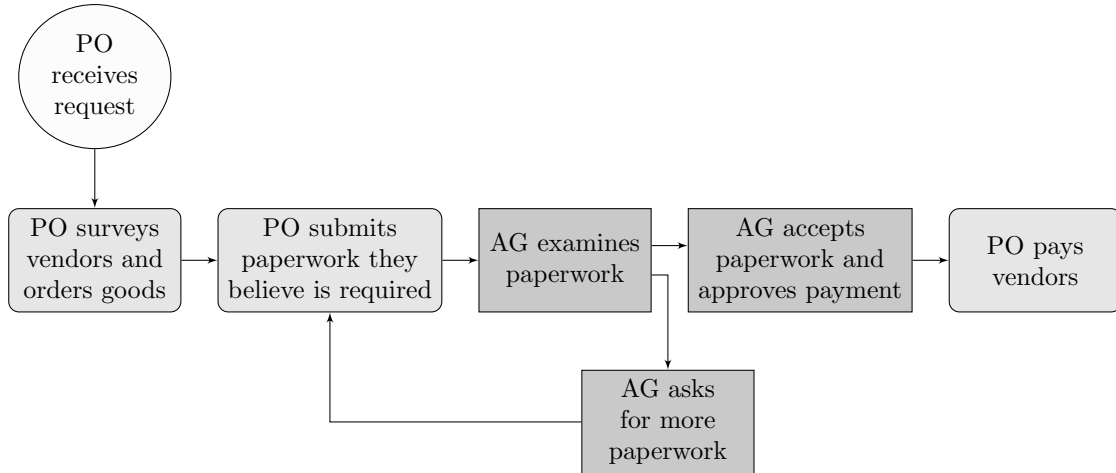 PO
receives
request
PO surveys
vendors and
orders goods
PO submits
paperwork they
believe is required
AG examines
paperwork
AG accepts
paperwork and
approves payment
PO pays
vendors
AG asks
for more
paperwork